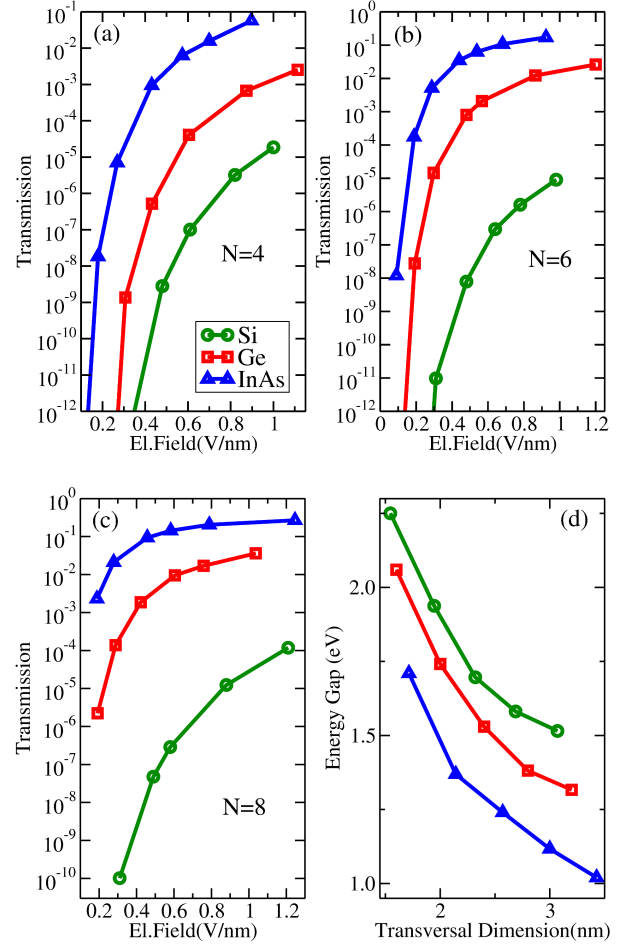 (a)
10^-1
10^-2
10^-3
10^-4
10^-5
10^-6
10^-7
10^-8
10^-9
10^-10
10^-11
10^-12
Transmission
N=4
Si
Ge
InAs
0.2 0.4 0.6 0.8 1
El.Field(V/nm)
(b)
10^0
10^-1
10^-2
10^-3
10^-4
10^-5
10^-6
10^-7
10^-8
10^-9
10^-10
10^-11
10^-12
Transmission
N=6
0 0.2 0.4 0.6 0.8 1 1.2
El.Field(V/nm)
(c)
10^0
10^-1
10^-2
10^-3
10^-4
10^-5
10^-6
10^-7
10^-8
10^-9
10^-10
Transmission
N=8
0.2 0.4 0.6 0.8 1 1.2
El.Field(V/nm)
(d)
2.0
1.5
1.0
Energy Gap (eV)
2 3
Transversal Dimension(nm)